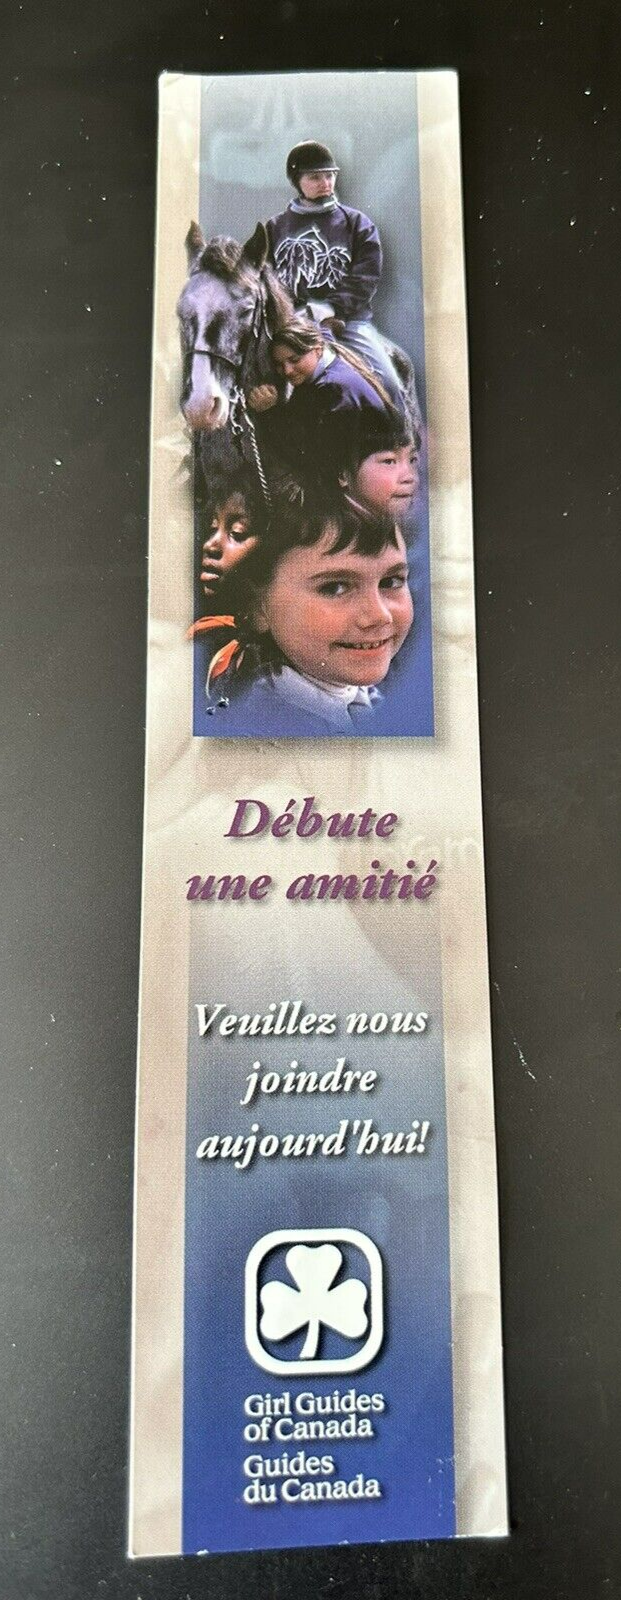 Débute
une amitié
Veuillez nous
joindre
aujourd'hui!
Girl Guides
of Canada
Guides
du Canada